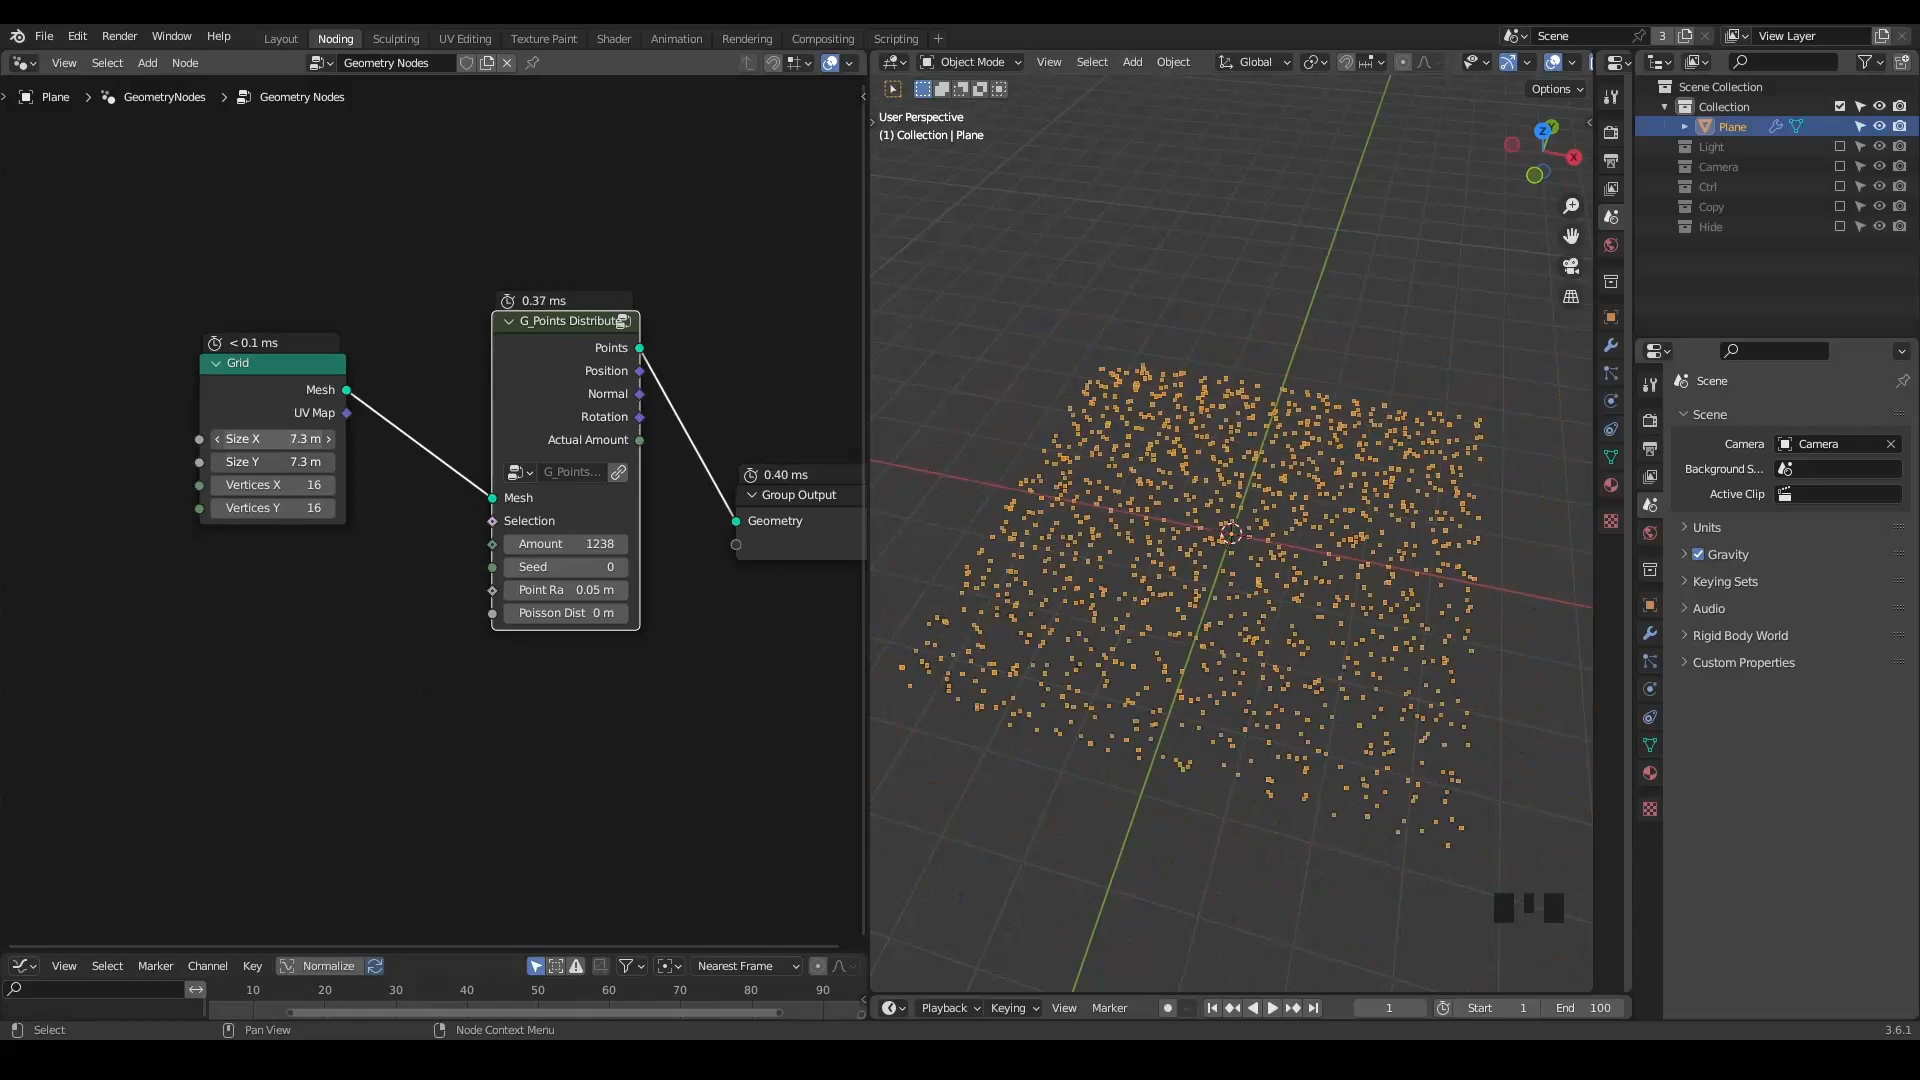 File Edit Render Window Help Layout Noding Sculpting UV Editing Texture Paint Shader Animation Rendering Compositing Scripting + Scene 3 View Layer
View Select Add Node Geometry Nodes
Object Mode View Select Add Object Global
Plane > GeometryNodes > Geometry Nodes
Options
User Perspective
(1) Collection | Plane
Z
Y
X
Scene Collection
Collection
Plane
Light
Camera
Ctrl
Copy
Hide
< 0.1 ms
Grid
Mesh
UV Map
Size X 7.3 m
Size Y 7.3 m
Vertices X 16
Vertices Y 16
0.37 ms
G_Points Distribut
Points
Position
Normal
Rotation
Actual Amount
G_Points...
Mesh
Selection
Amount 1238
Seed 0
Point Ra 0.05 m
Poisson Dist 0 m
0.40 ms
Group Output
Geometry
Scene
Scene
Camera Camera
Background S...
Active Clip
Units
Gravity
Keying Sets
Audio
Rigid Body World
Custom Properties
View Select Marker Channel Key Normalize Nearest Frame
10 20 30 40 50 60 70 80 90
Playback Keying View Marker 1 Start 1 End 100
Select Pan View Node Context Menu 3.6.1